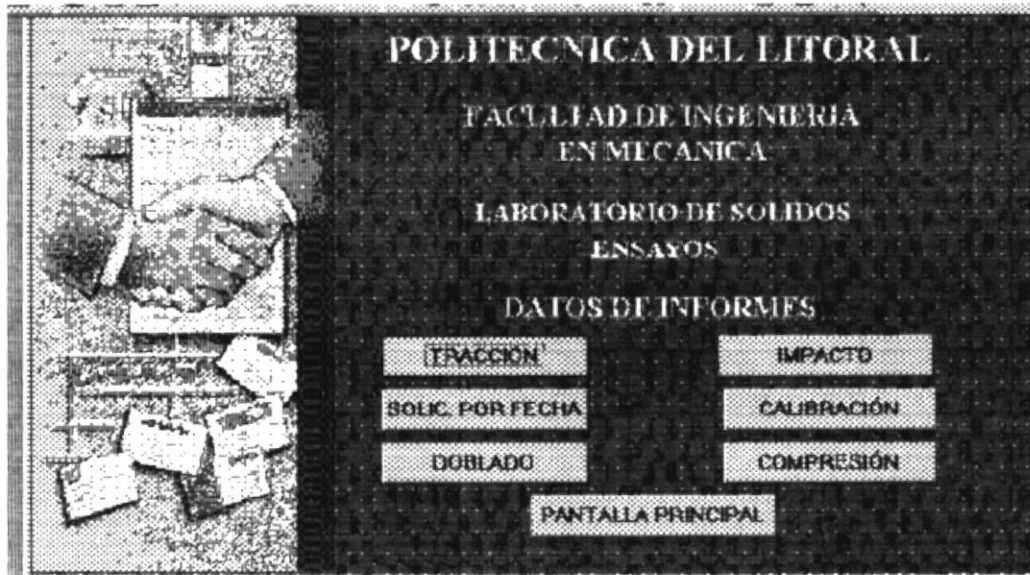 POLITECNICA DEL LITORAL
FACULTAD DE INGENIERIA
EN MECANICA
LABORATORIO DE SOLIDOS
ENSAYOS
DATOS DE INFORMES
TRACCIÓN
IMPACTO
SOLIC. POR FECHA
CALIBRACIÓN
DOBLADO
COMPRESIÓN
PANTALLA PRINCIPAL